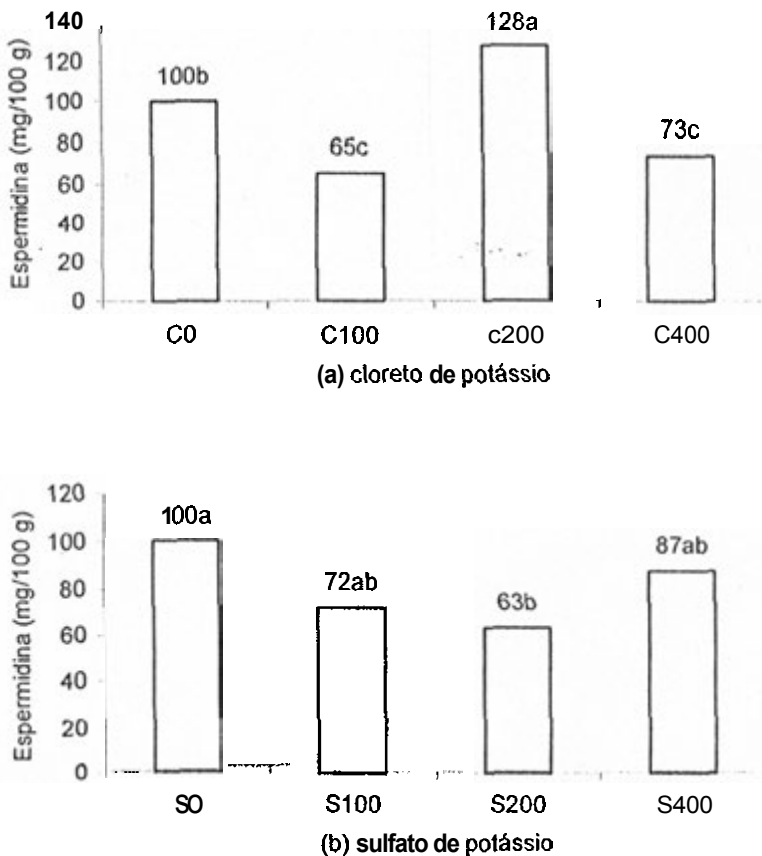 Espermidina (mg/100 g)
140
120
100
80
60
40
20
0
100b
65c
128a
73c
C0
C100
c200
C400
(a) cloreto de potássio
Espermidina (mg/100 g)
120
100
80
60
40
20
0
100a
72ab
63b
87ab
S0
S100
S200
S400
(b) sulfato de potássio